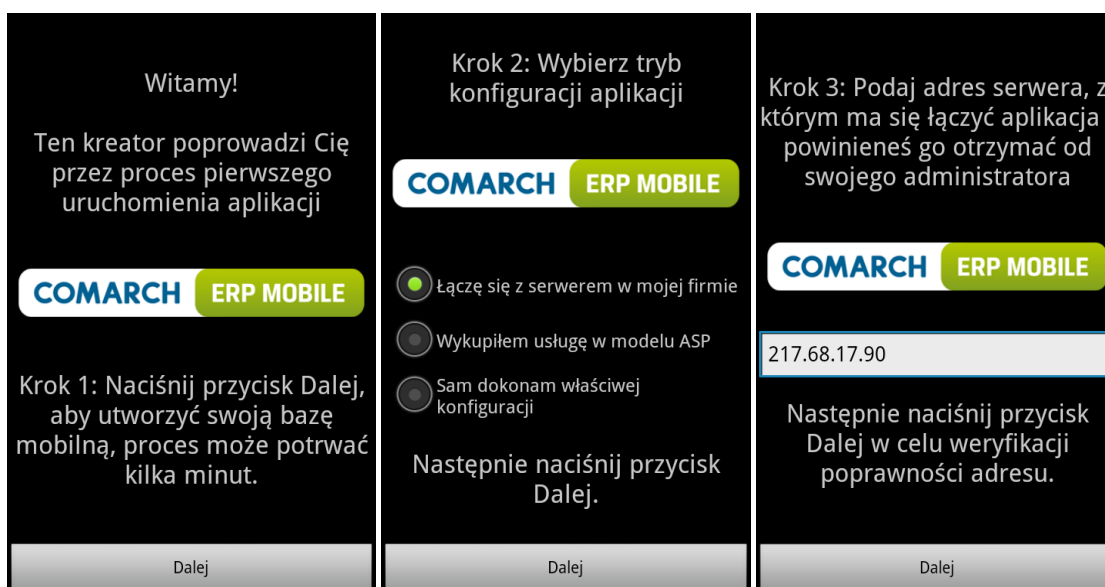 Witamy!
Ten kreator poprowadzi Cię
przez proces pierwszego
uruchomienia aplikacji
COMARCH ERP MOBILE
Krok 1: Naciśnij przycisk Dalej,
aby utworzyć swoją bazę
mobilną, proces może potrwać
kilka minut.
Dalej
Krok 2: Wybierz tryb
konfiguracji aplikacji
COMARCH ERP MOBILE
Łączę się z serwerem w mojej firmie
Wykupiłem usługę w modelu ASP
Sam dokonam właściwej
konfiguracji
Następnie naciśnij przycisk
Dalej.
Dalej
Krok 3: Podaj adres serwera, z
którym ma się łączyć aplikacja
powinieneś go otrzymać od
swojego administratora
COMARCH ERP MOBILE
217.68.17.90
Następnie naciśnij przycisk
Dalej w celu weryfikacji
poprawności adresu.
Dalej